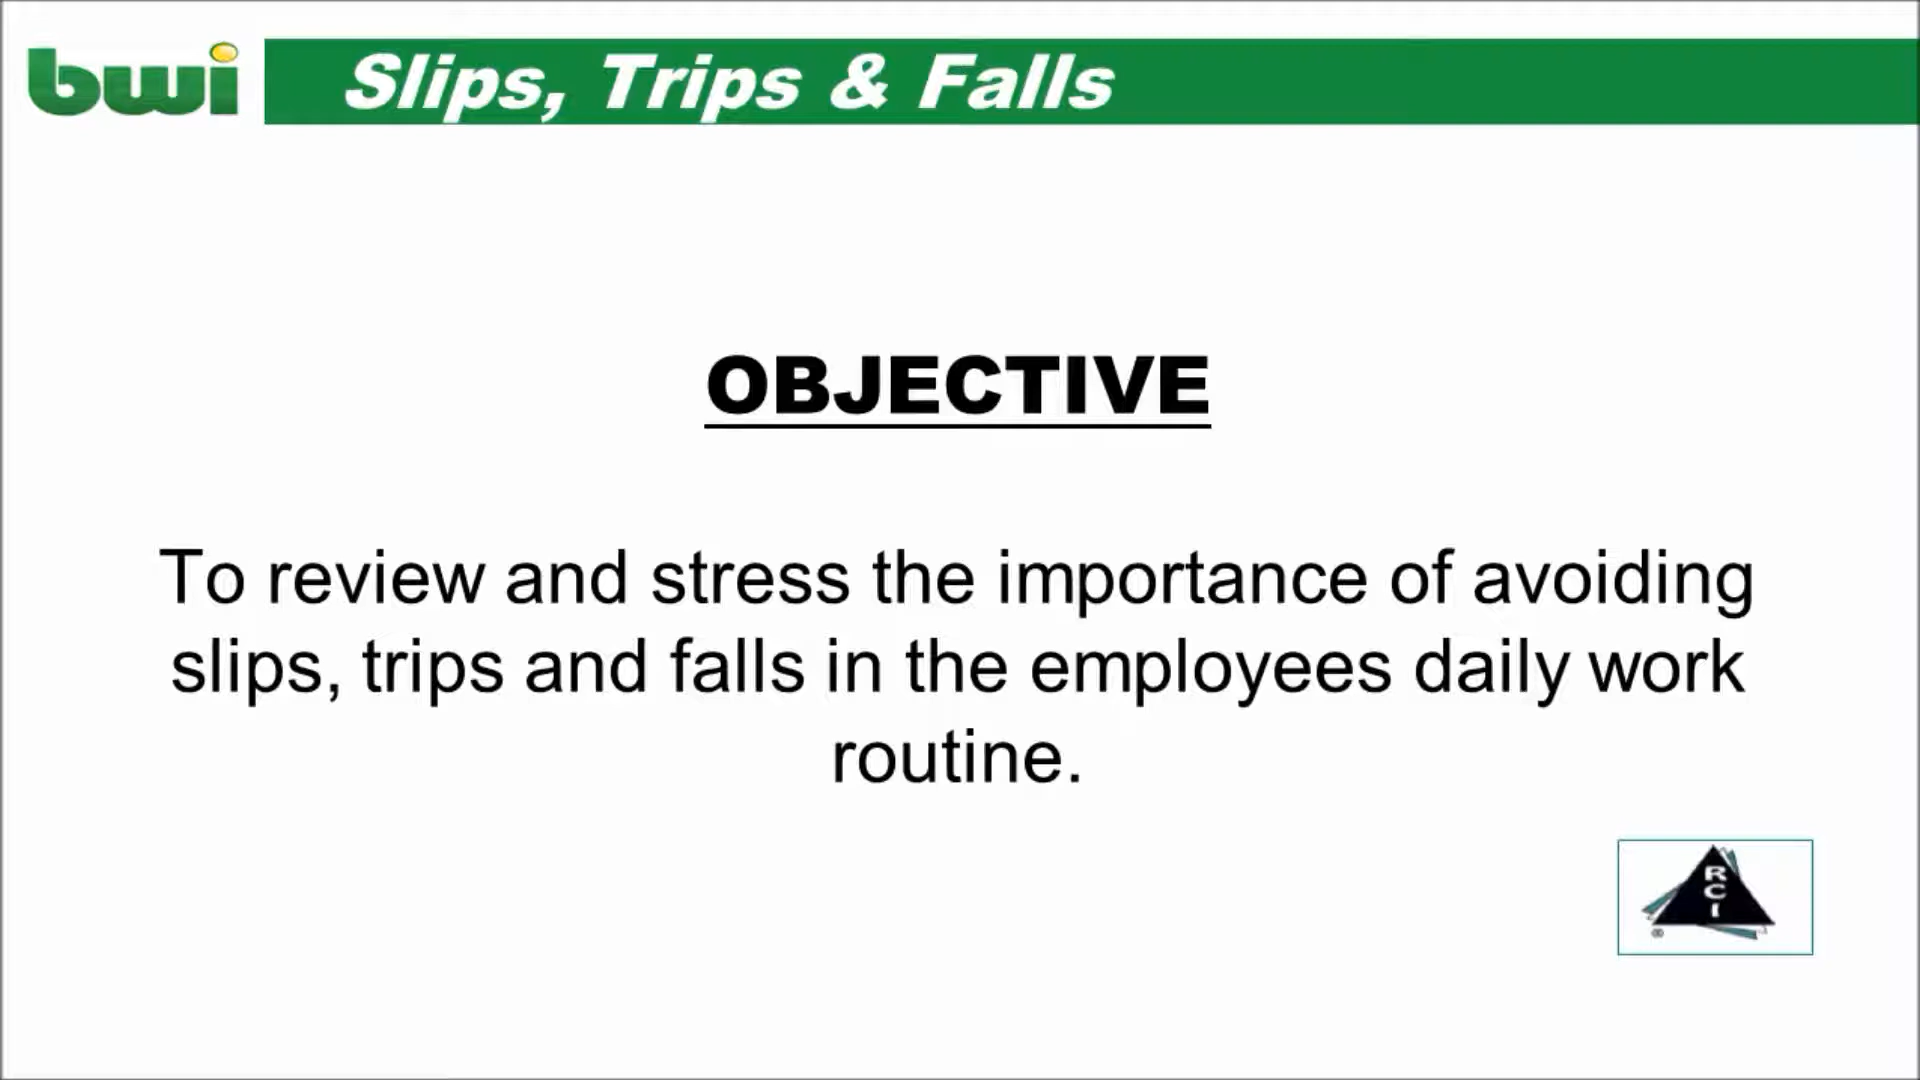 bwi
Slips, Trips & Falls
OBJECTIVE
To review and stress the importance of avoiding
slips, trips and falls in the employees daily work
routine.
RCI
®